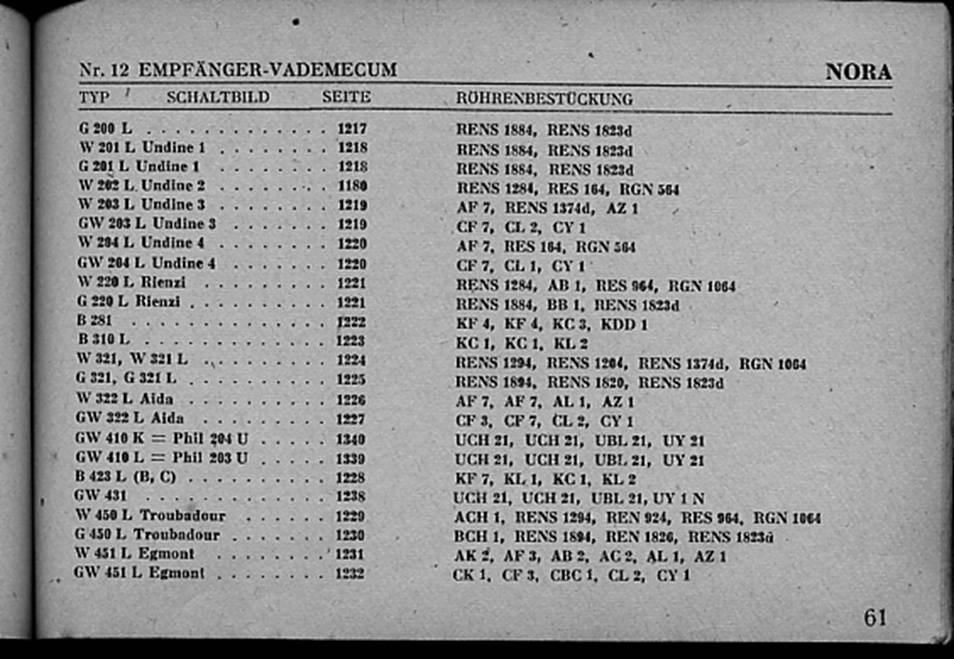 Nr. 12 EMPFÄNGER-VADEMECUM NORA
TYP SCHALTBILD SEITE RÖHRENBESTÜCKUNG
G 200 L . . . . . . . . . . . . . 1217 RENS 1884, RENS 1823d
W 201 L Undine 1 . . . . . . . . 1218 RENS 1884, RENS 1823d
G 201 L Undine 1 . . . . . . . . 1218 RENS 1884, RENS 1823d
W 202 L Undine 2 . . . . . . . . 1180 RENS 1284, RES 164, RGN 564
W 203 L Undine 3 . . . . . . . . 1219 AF 7, RENS 1374d, AZ 1
GW 203 L Undine 3 . . . . . . . 1219 CF 7, CL 2, CY 1
W 204 L Undine 4 . . . . . . . . 1220 AF 7, RES 164, RGN 564
GW 204 L Undine 4 . . . . . . . 1220 CF 7, CL 1, CY 1
W 220 L Rienzi . . . . . . . . . 1221 RENS 1284, AB 1, RES 964, RGN 1064
G 220 L Rienzi . . . . . . . . . . 1221 RENS 1884, BB 1, RENS 1823d
B 281 . . . . . . . . . . . . . . 1222 KF 4, KF 4, KC 3, KDD 1
B 310 L . . . . . . . . . . . . . 1223 KC 1, KC 1, KL 2
W 321, W 321 L . . . . . . . . . 1224 RENS 1294, RENS 1204, RENS 1374d, RGN 1064
G 321, G 321 L . . . . . . . . . . 1225 RENS 1894, RENS 1820, RENS 1823d
W 322 L Aida . . . . . . . . . . 1226 AF 7, AF 7, AL 1, AZ 1
GW 322 L Aida . . . . . . . . . 1227 CF 3, CF 7, CL 2, CY 1
GW 410 K = Phil 204 U . . . . . 1340 UCH 21, UCH 21, UBL 21, UY 21
GW 410 L = Phil 203 U . . . . . 1339 UCH 21, UCH 21, UBL 21, UY 21
B 423 L (B, C) . . . . . . . . . . 1228 KF 7, KL 1, KC 1, KL 2
GW 431 . . . . . . . . . . . . . 1238 UCH 21, UCH 21, UBL 21, UY 1 N
W 450 L Troubadour . . . . . . 1229 ACH 1, RENS 1294, REN 924, RES 964, RGN 1064
G 450 L Troubadour . . . . . . . 1230 BCH 1, RENS 1894, REN 1826, RENS 1823d
W 451 L Egmont . . . . . . . . 1231 AK 2, AF 3, AB 2, AC 2, AL 1, AZ 1
GW 451 L Egmont . . . . . . . . 1232 CK 1, CF 3, CBC 1, CL 2, CY 1
61